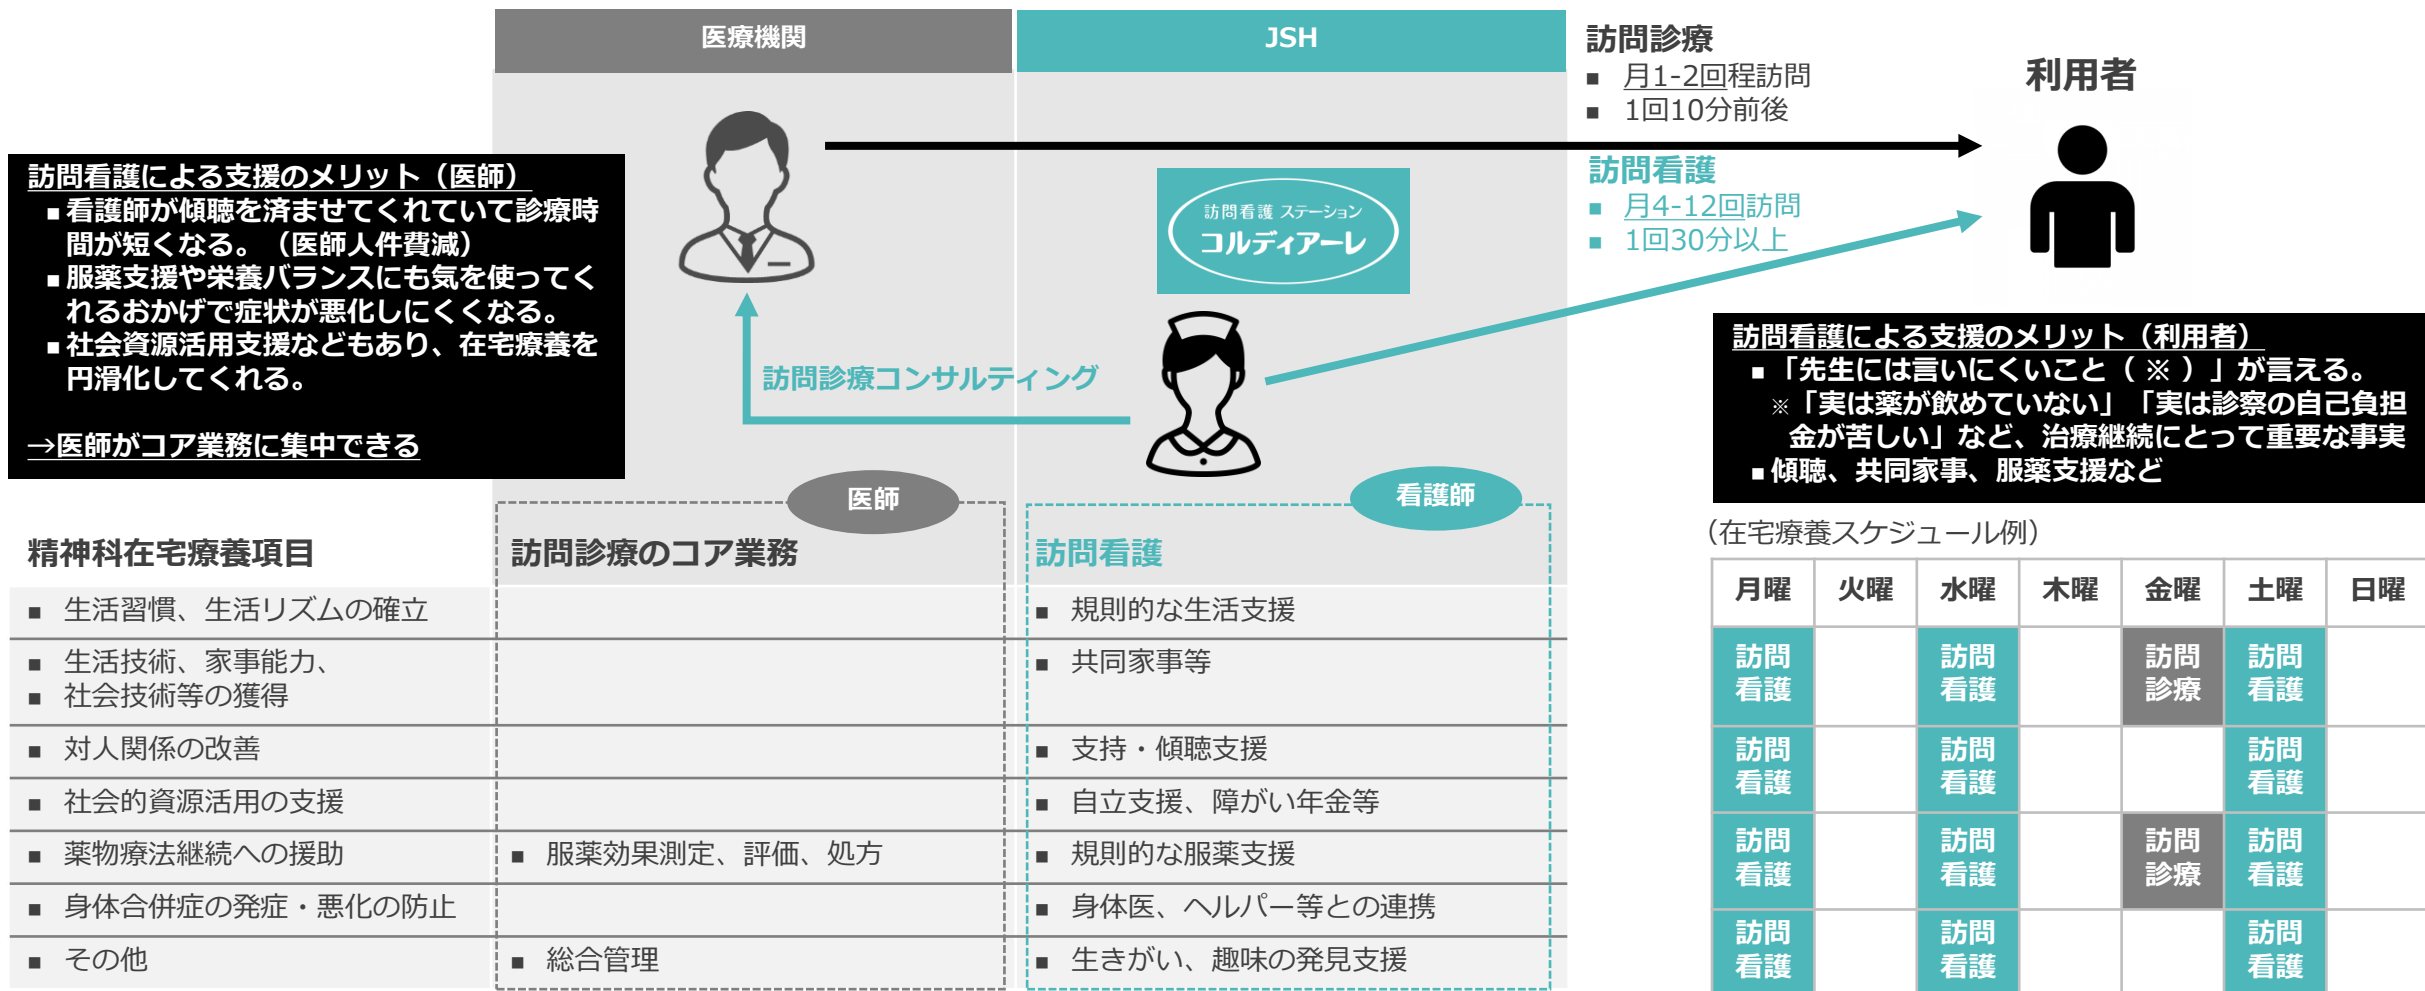 医療機関
JSH
訪問診療
■ 月1-2回程訪問
■ 1回10分前後
利用者
訪問看護
■ 月4-12回訪問
■ 1回30分以上
訪問看護による支援のメリット（医師）
■ 看護師が傾聴を済ませてくれていて診療時
間が短くなる。（医師人件費減）
■ 服薬支援や栄養バランスにも気を使ってく
れるおかげで症状が悪化しにくくなる。
■ 社会資源活用支援などもあり、在宅療養を
円滑化してくれる。
→医師がコア業務に集中できる
訪問看護 ステーション
コルディアーレ
訪問診療コンサルティング
訪問看護による支援のメリット（利用者）
■ 「先生には言いにくいこと（ ※ ）」が言える。
※「実は薬が飲めていない」「実は診察の自己負担
金が苦しい」など、治療継続にとって重要な事実
■ 傾聴、共同家事、服薬支援など
医師
看護師
精神科在宅療養項目
訪問診療のコア業務
訪問看護
■ 生活習慣、生活リズムの確立
■ 規則的な生活支援
■ 生活技術、家事能力、
■ 社会技術等の獲得
■ 共同家事等
■ 対人関係の改善
■ 支持・傾聴支援
■ 社会的資源活用の支援
■ 自立支援、障がい年金等
■ 薬物療法継続への援助
■ 服薬効果測定、評価、処方
■ 規則的な服薬支援
■ 身体合併症の発症・悪化の防止
■ 身体医、ヘルパー等との連携
■ その他
■ 総合管理
■ 生きがい、趣味の発見支援
（在宅療養スケジュール例）
月曜 火曜 水曜 木曜 金曜 土曜 日曜
訪問 訪問 訪問 訪問
看護 看護 診療 看護
訪問 訪問 訪問
看護 看護 看護
訪問 訪問 訪問 訪問
看護 看護 診療 看護
訪問 訪問 訪問
看護 看護 看護